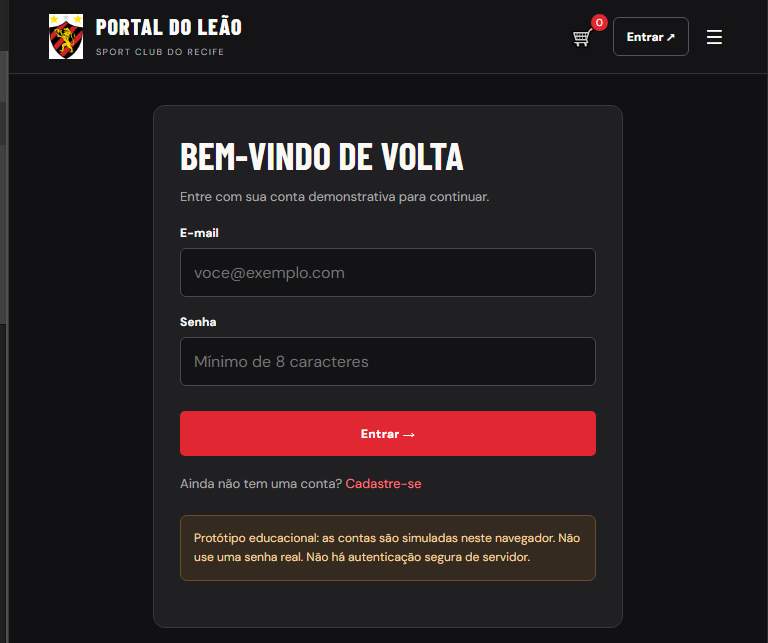 PORTAL DO LEÃO
SPORT CLUB DO RECIFE
0
Entrar ↗
BEM-VINDO DE VOLTA
Entre com sua conta demonstrativa para continuar.
E-mail
voce@exemplo.com
Senha
Mínimo de 8 caracteres
Entrar →
Ainda não tem uma conta? Cadastre-se
Protótipo educacional: as contas são simuladas neste navegador. Não
use uma senha real. Não há autenticação segura de servidor.